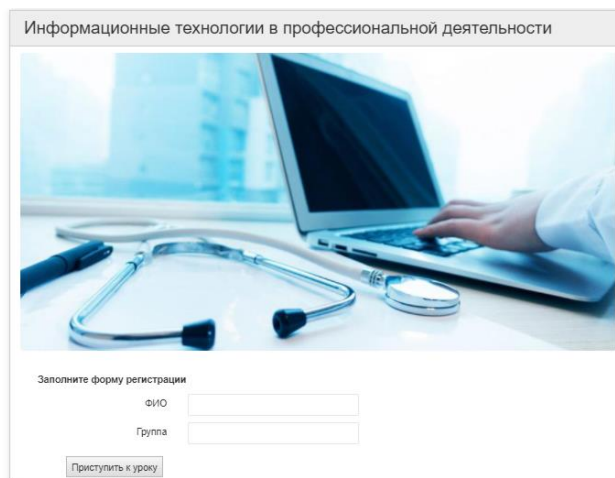 Информационные технологии в профессиональной деятельности
Заполните форму регистрации
ФИО
Группа
Приступить к уроку